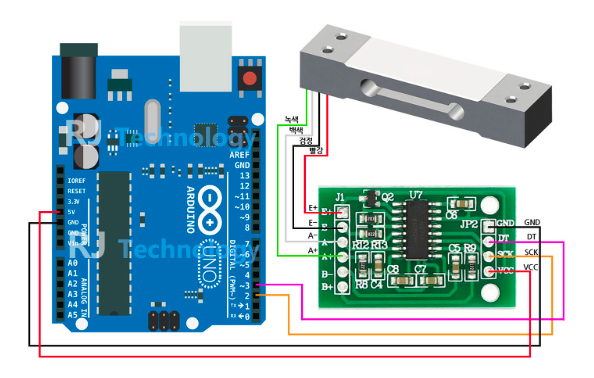 녹색
백색
검정
빨강
RJ Technology
RJ Technology
AREF
GND
13
12
~11
~10
~9
8
7
~6
~5
4
~3
2
TX→1
RX←0
DIGITAL (PWM~)
ARDUINO
UNO
IOREF
RESET
3.3V
5V
GND
GND
Vin
POWER
A0
A1
A2
A3
A4
A5
ANALOG IN
J1
Q2
U7
C6
JP2
R12
R13
R8
C4
C8
C7
C5
R9
E+
E-
A-
A+
E-
A-
A+
B-
B+
GND
DT
SCK
VCC
GND
DT
SCK
VCC